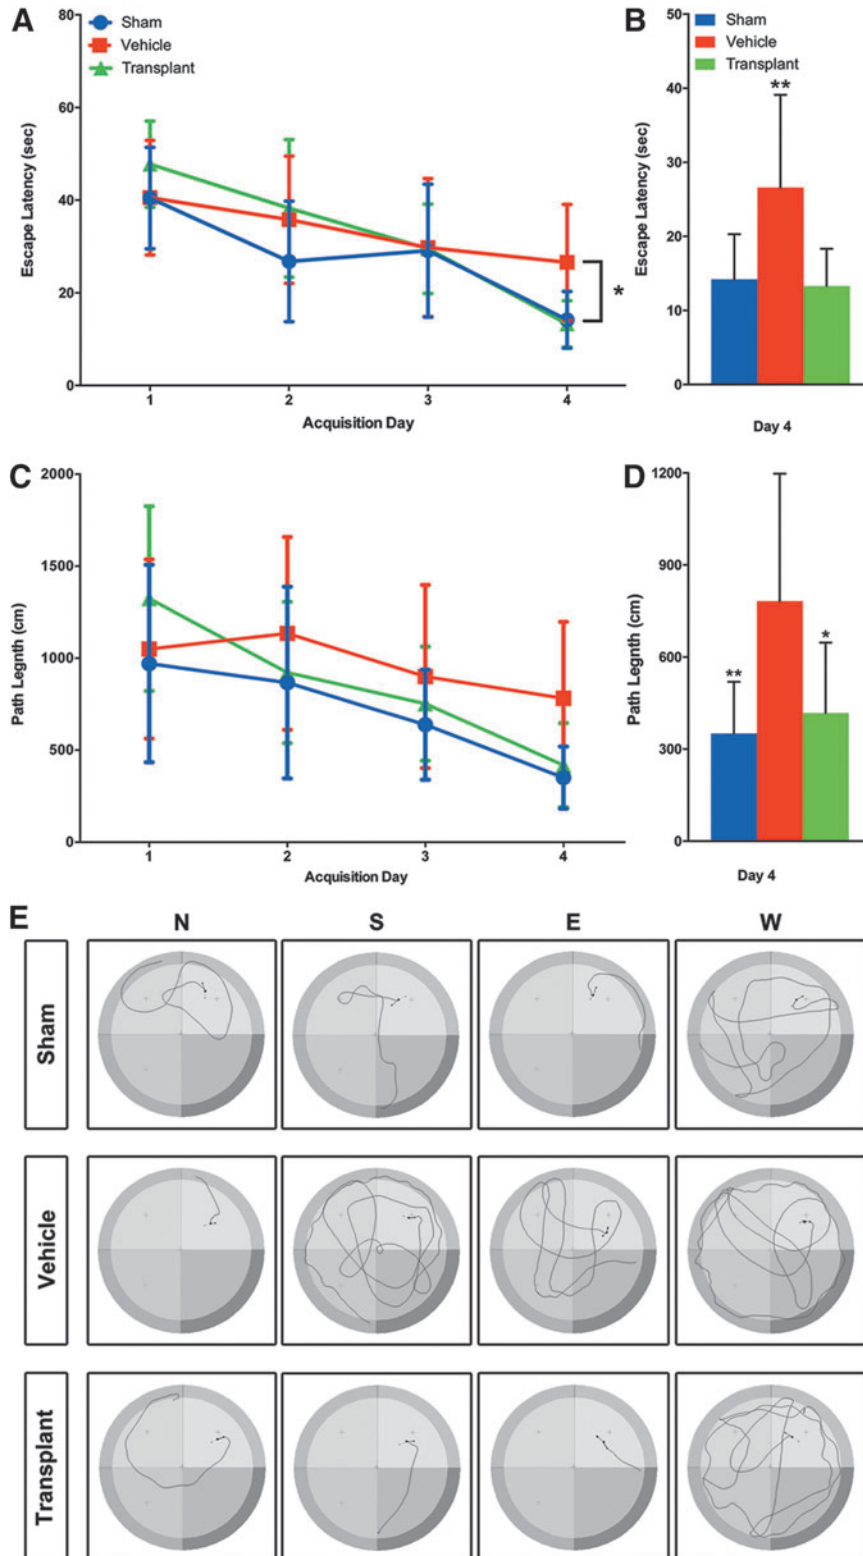 A
80
60
40
20
0
Escape Latency (sec)
Sham
Vehicle
Transplant
*
1 2 3 4
Acquisition Day
B
50
40
30
20
10
0
Escape Latency (sec)
Sham
Vehicle
Transplant
**
Day 4
C
2000
1500
1000
500
0
Path Legnth (cm)
1 2 3 4
Acquisition Day
D
1200
900
600
300
0
Path Legnth (cm)
**
*
Day 4
E
N S E W
Sham
Vehicle
Transplant